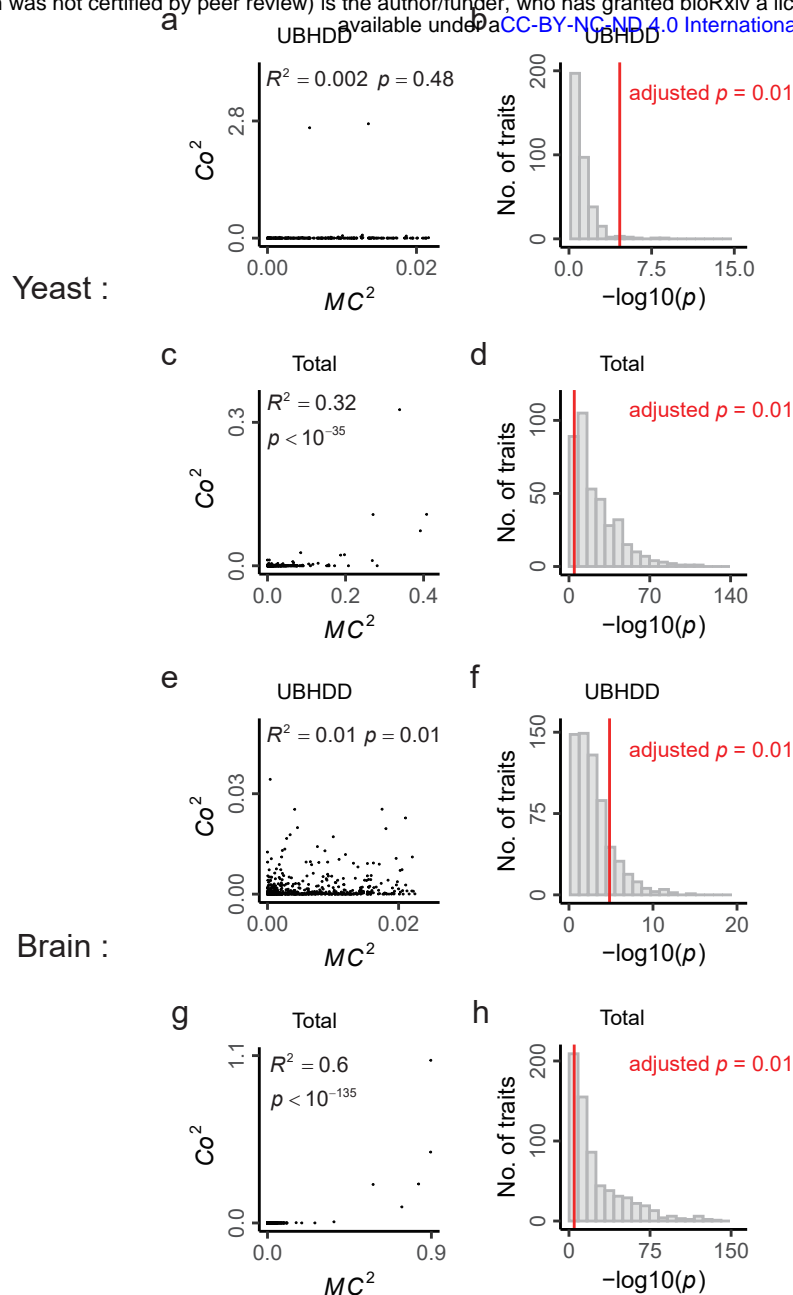 n was not certified by peer review) is the author/funder, who has granted bioRxiv a lic
available under aCC-BY-NC-ND 4.0 Internationa
a
UBHDD
R² = 0.002 p = 0.48
Co²
2.8
0.0
0.00 0.02
MC²
b
UBHDD
adjusted p = 0.01
No. of traits
200
100
0
0.0 7.5 15.0
−log10(p)
Yeast :
c
Total
R² = 0.32
p < 10⁻³⁵
Co²
0.3
0.0
0.0 0.2 0.4
MC²
d
Total
adjusted p = 0.01
No. of traits
100
50
0
0 70 140
−log10(p)
e
UBHDD
R² = 0.01 p = 0.01
Co²
0.03
0.00
0.00 0.02
MC²
f
UBHDD
adjusted p = 0.01
No. of traits
150
75
0
0 10 20
−log10(p)
Brain :
g
Total
R² = 0.6
p < 10⁻¹³⁵
Co²
1.1
0.0
0.0 0.9
MC²
h
Total
adjusted p = 0.01
No. of traits
200
100
0
0 75 150
−log10(p)